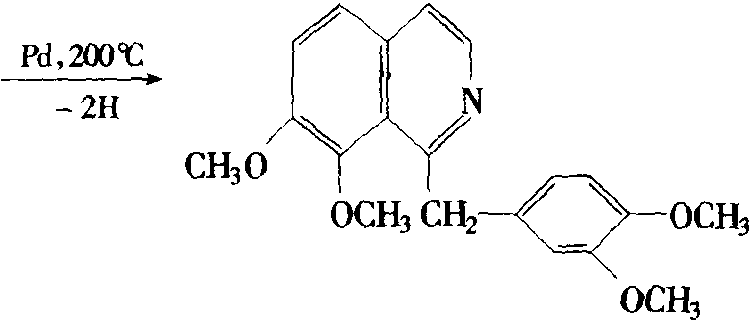 Pd,200℃
– 2H
N
CH₃O
OCH₃
CH₂
OCH₃
OCH₃